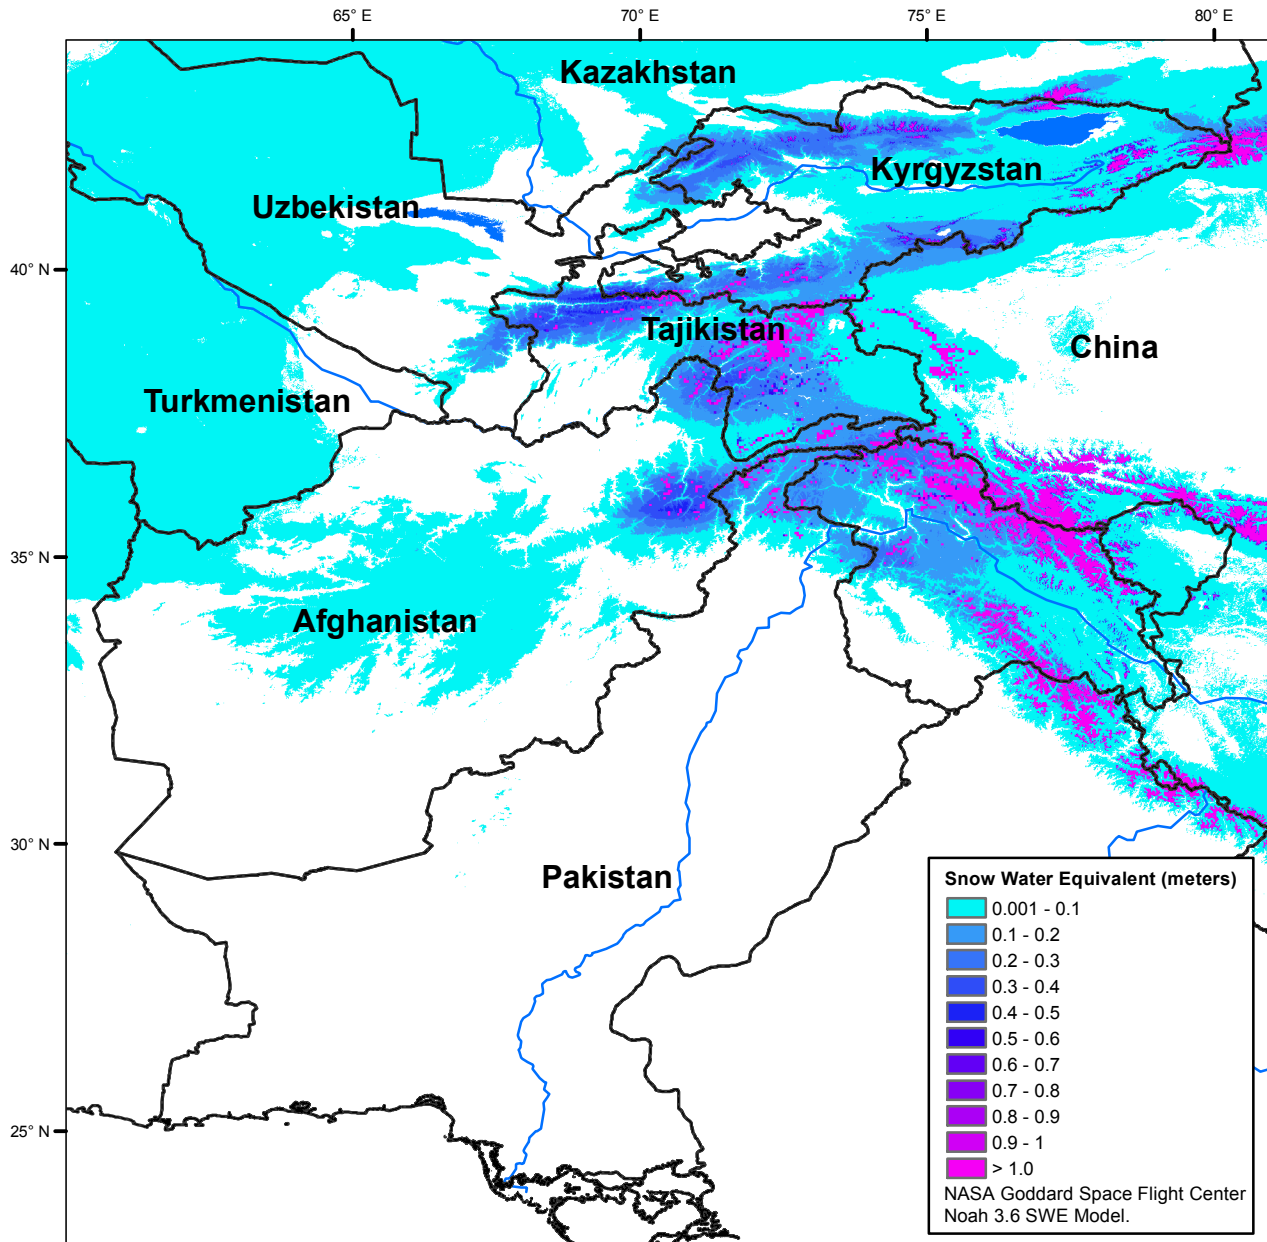 65° E
70° E
75° E
80° E
Kazakhstan
Kyrgyzstan
Uzbekistan
40° N
Tajikistan
China
Turkmenistan
35° N
Afghanistan
30° N
Pakistan
25° N
Snow Water Equivalent (meters)
0.001 - 0.1
0.1 - 0.2
0.2 - 0.3
0.3 - 0.4
0.4 - 0.5
0.5 - 0.6
0.6 - 0.7
0.7 - 0.8
0.8 - 0.9
0.9 - 1
> 1.0
NASA Goddard Space Flight Center
Noah 3.6 SWE Model.